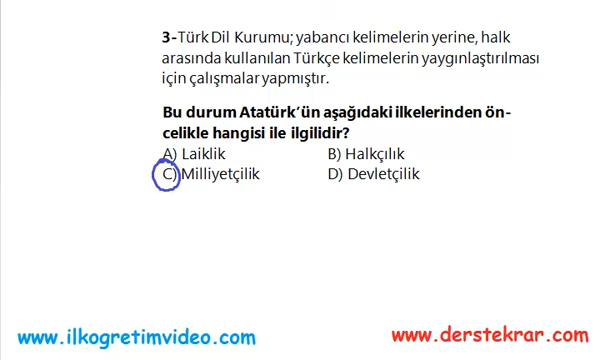 3-Türk Dil Kurumu; yabancı kelimelerin yerine, halk
arasında kullanılan Türkçe kelimelerin yaygınlaştırılması
için çalışmalar yapmıştır.
Bu durum Atatürk'ün aşağıdaki ilkelerinden ön-
celikle hangisi ile ilgilidir?
A) Laiklik B) Halkçılık
C) Milliyetçilik D) Devletçilik
www.ilkogretimvideo.com www.derstekrar.com